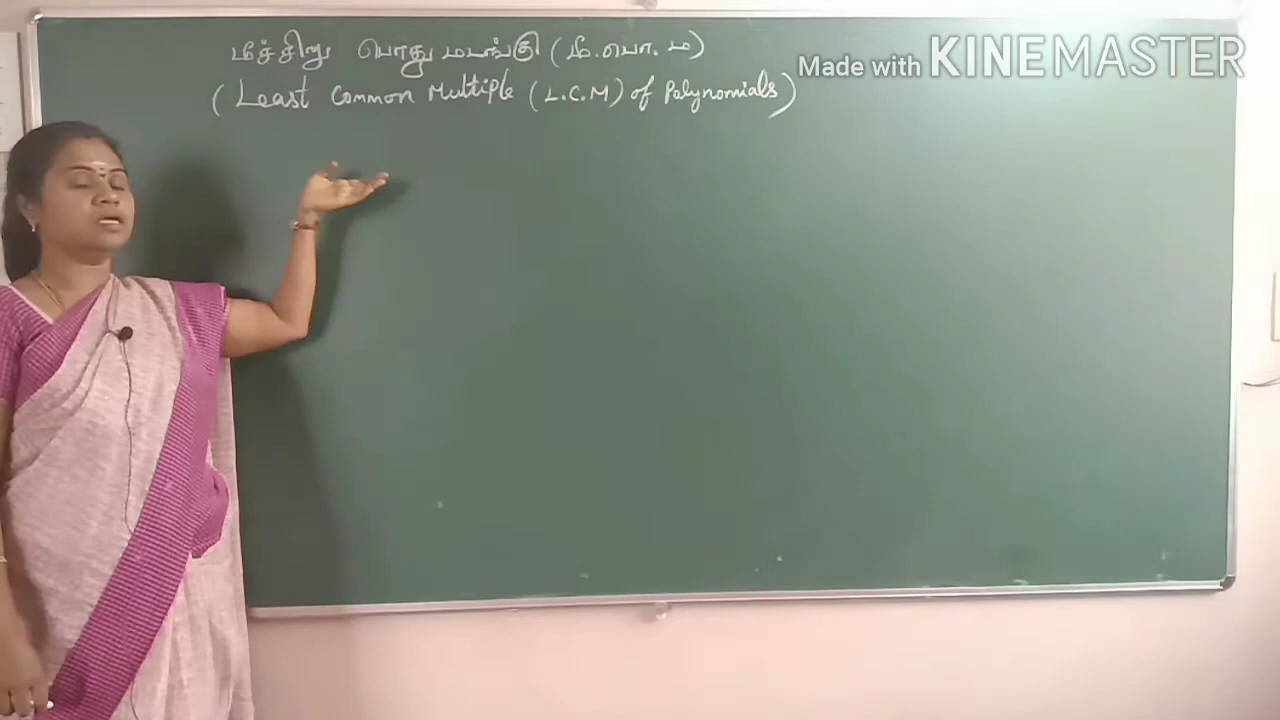 மீச்சிறு பொது மடங்கு (மீ.பொ.ம)
(Least Common Multiple (L.C.M) of Polynomials)
Made with KINEMASTER